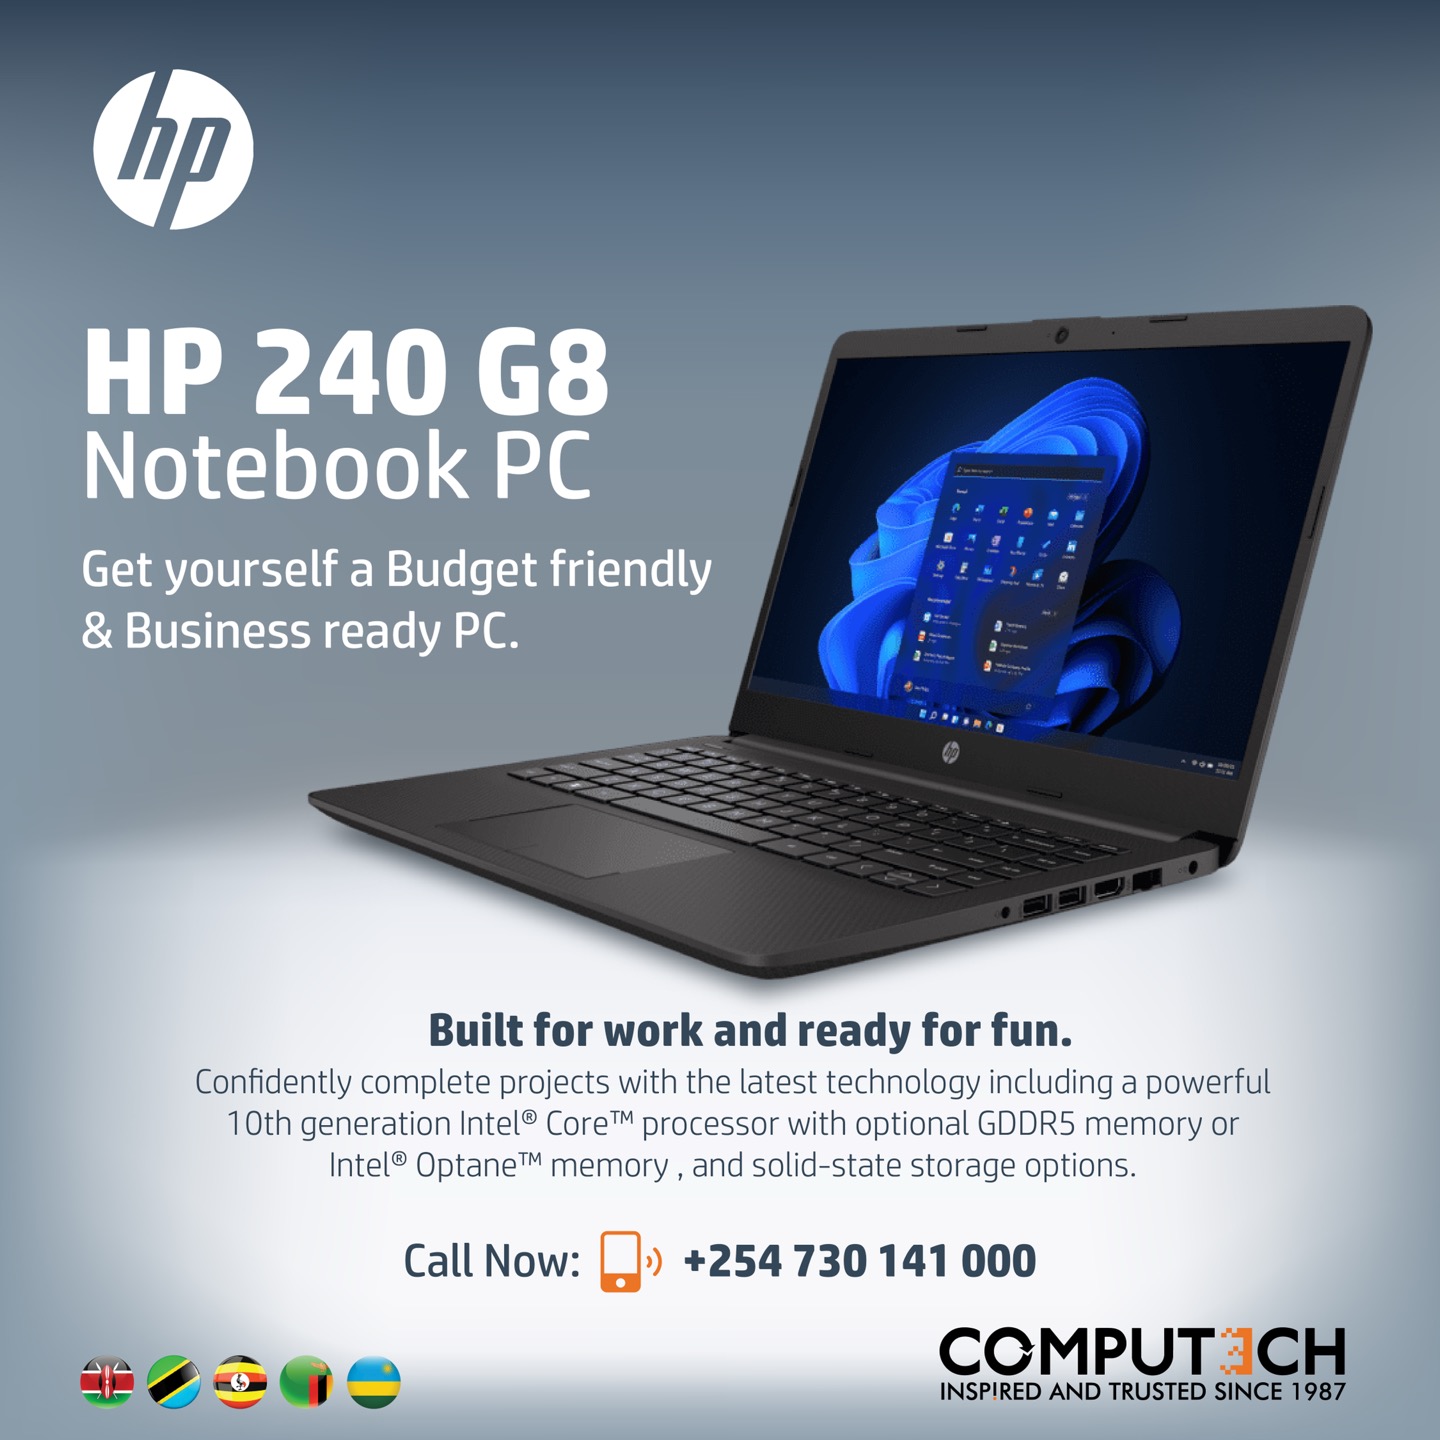 hp
HP 240 G8
Notebook PC
Get yourself a Budget friendly
& Business ready PC.
hp
Built for work and ready for fun.
Confidently complete projects with the latest technology including a powerful
10th generation Intel® Core™ processor with optional GDDR5 memory or
Intel® Optane™ memory , and solid-state storage options.
Call Now: +254 730 141 000
COMPUTECH
INSPIRED AND TRUSTED SINCE 1987